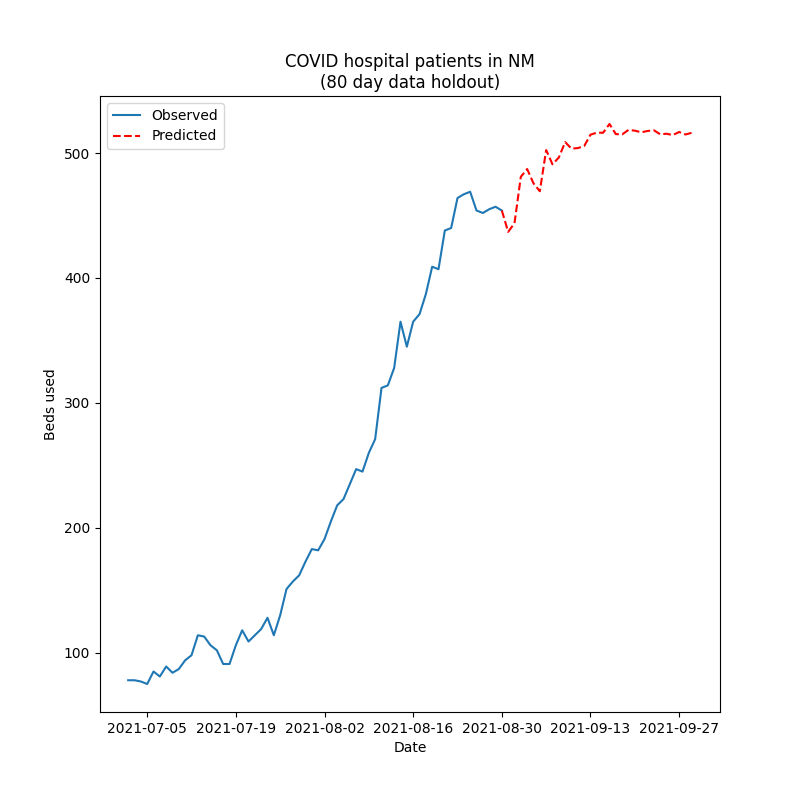 COVID hospital patients in NM
(80 day data holdout)
Observed
Predicted
500
400
300
200
100
Beds used
2021-07-05 2021-07-19 2021-08-02 2021-08-16 2021-08-30 2021-09-13 2021-09-27
Date